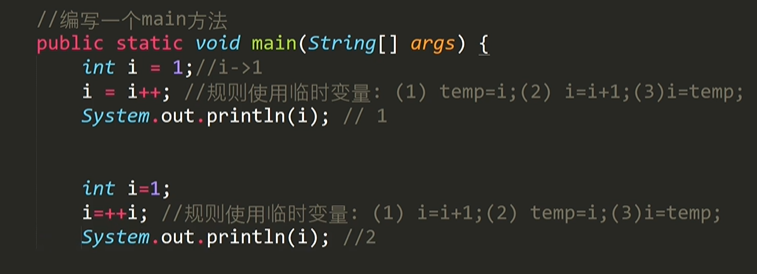 //编写一个main方法
public static void main(String[] args) {
int i = 1;//i->1
i = i++; //规则使用临时变量: (1) temp=i;(2) i=i+1;(3)i=temp;
System.out.println(i); // 1
int i=1;
i=++i; //规则使用临时变量: (1) i=i+1;(2) temp=i;(3)i=temp;
System.out.println(i); //2